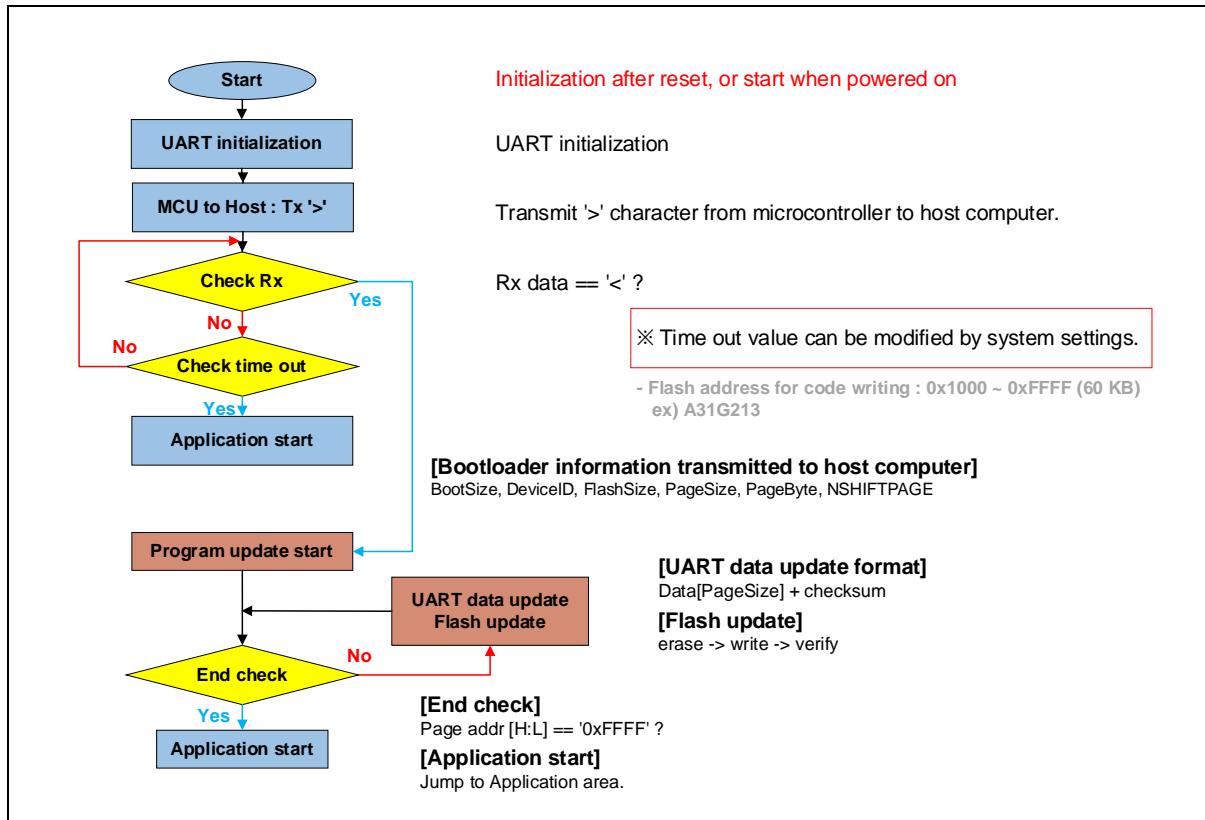 Start
Initialization after reset, or start when powered on
UART initialization
UART initialization
MCU to Host : Tx '>'
Transmit '>' character from microcontroller to host computer.
Check Rx
Rx data == '<' ?
Yes
No
※ Time out value can be modified by system settings.
No
Check time out
- Flash address for code writing : 0x1000 ~ 0xFFFF (60 KB)
ex) A31G213
Yes
Application start
[Bootloader information transmitted to host computer]
BootSize, DeviceID, FlashSize, PageSize, PageByte, NSHIFTPAGE
Program update start
[UART data update format]
Data[PageSize] + checksum
UART data update
Flash update
[Flash update]
erase -> write -> verify
No
End check
[End check]
Page addr [H:L] == '0xFFFF' ?
Yes
Application start
[Application start]
Jump to Application area.